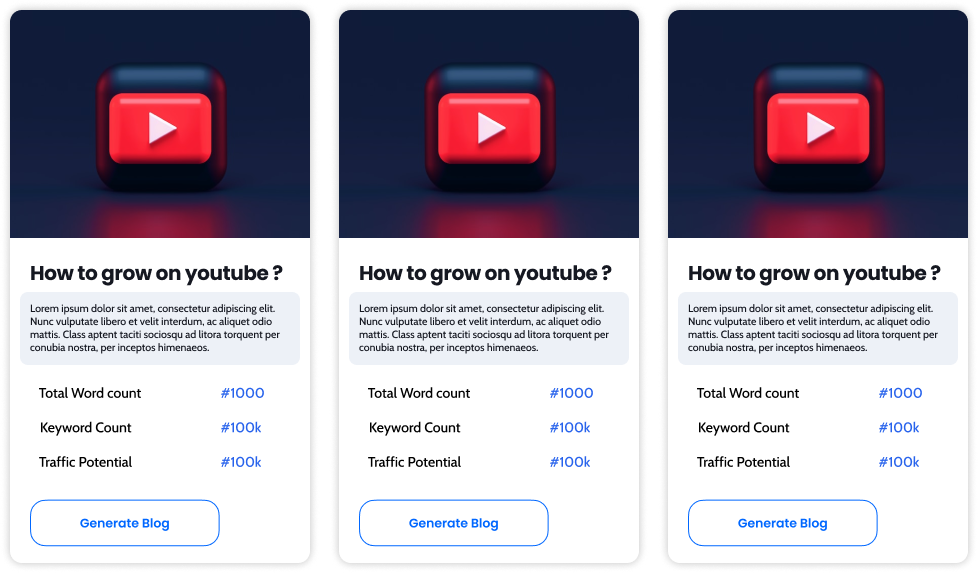 How to grow on youtube ?
Lorem ipsum dolor sit amet, consectetur adipiscing elit.
Nunc vulputate libero et velit interdum, ac aliquet odio
mattis. Class aptent taciti sociosqu ad litora torquent per
conubia nostra, per inceptos himenaeos.
Total Word count #1000
Keyword Count #100k
Traffic Potential #100k
Generate Blog
How to grow on youtube ?
Lorem ipsum dolor sit amet, consectetur adipiscing elit.
Nunc vulputate libero et velit interdum, ac aliquet odio
mattis. Class aptent taciti sociosqu ad litora torquent per
conubia nostra, per inceptos himenaeos.
Total Word count #1000
Keyword Count #100k
Traffic Potential #100k
Generate Blog
How to grow on youtube ?
Lorem ipsum dolor sit amet, consectetur adipiscing elit.
Nunc vulputate libero et velit interdum, ac aliquet odio
mattis. Class aptent taciti sociosqu ad litora torquent per
conubia nostra, per inceptos himenaeos.
Total Word count #1000
Keyword Count #100k
Traffic Potential #100k
Generate Blog